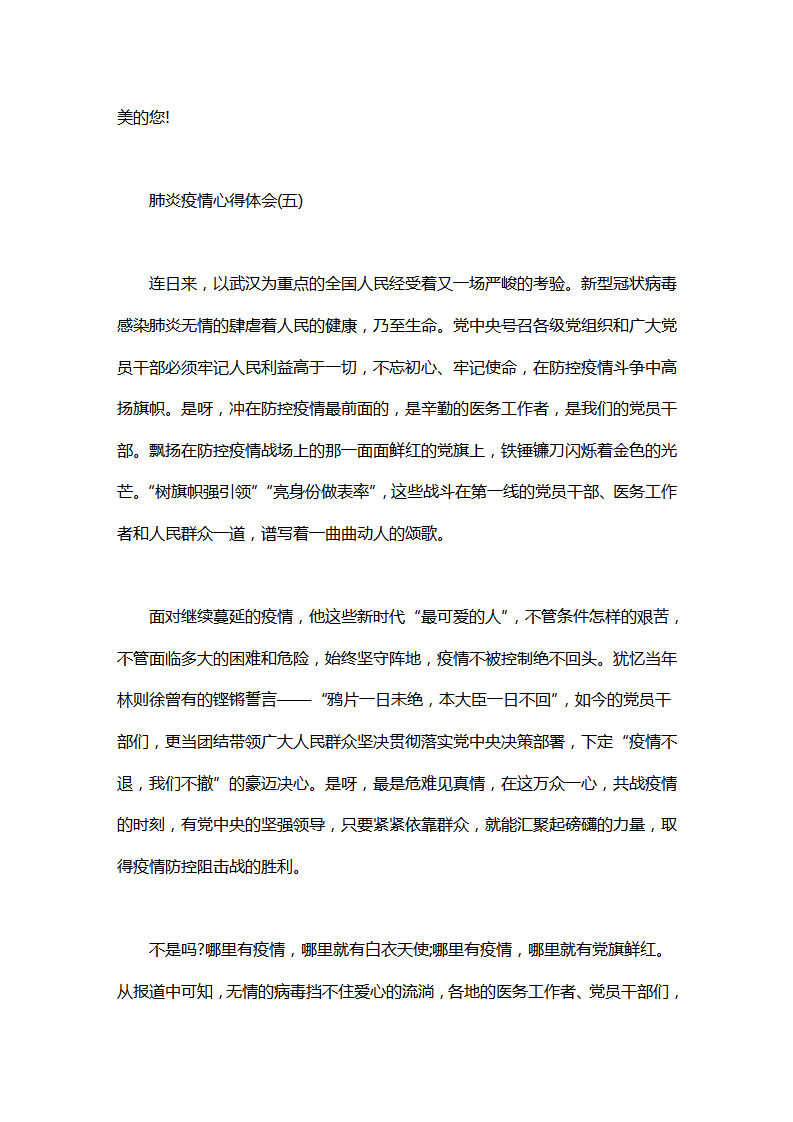 美的您!
肺炎疫情心得体会(五)
连日来，以武汉为重点的全国人民经受着又一场严峻的考验。新型冠状病毒
感染肺炎无情的肆虐着人民的健康，乃至生命。党中央号召各级党组织和广大党
员干部必须牢记人民利益高于一切，不忘初心、牢记使命，在防控疫情斗争中高
扬旗帜。是呀，冲在防控疫情最前面的，是辛勤的医务工作者，是我们的党员干
部。飘扬在防控疫情战场上的那一面面鲜红的党旗上，铁锤镰刀闪烁着金色的光
芒。“树旗帜强引领”“亮身份做表率”，这些战斗在第一线的党员干部、医务工作
者和人民群众一道，谱写着一曲曲动人的颂歌。
面对继续蔓延的疫情，他这些新时代“最可爱的人”，不管条件怎样的艰苦，
不管面临多大的困难和危险，始终坚守阵地，疫情不被控制绝不回头。犹忆当年
林则徐曾有的铿锵誓言——“鸦片一日未绝，本大臣一日不回”，如今的党员干
部们，更当团结带领广大人民群众坚决贯彻落实党中央决策部署，下定“疫情不
退，我们不撤”的豪迈决心。是呀，最是危难见真情，在这万众一心，共战疫情
的时刻，有党中央的坚强领导，只要紧紧依靠群众，就能汇聚起磅礴的力量，取
得疫情防控阻击战的胜利。
不是吗?哪里有疫情，哪里就有白衣天使;哪里有疫情，哪里就有党旗鲜红。
从报道中可知，无情的病毒挡不住爱心的流淌，各地的医务工作者、党员干部们，